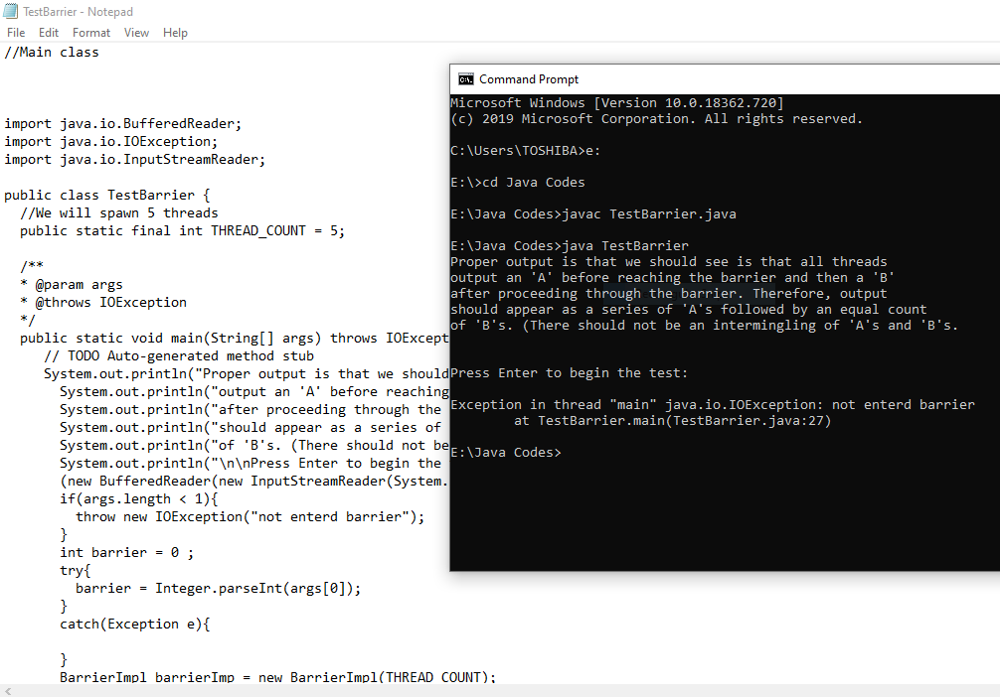 TestBarrier - Notepad
File Edit Format View Help
//Main class
import java.io.BufferedReader;
import java.io.IOException;
import java.io.InputStreamReader;
public class TestBarrier {
//We will spawn 5 threads
public static final int THREAD_COUNT = 5;
/**
* @param args
* @throws IOException
*/
public static void main(String[] args) throws IOExcept
// TODO Auto-generated method stub
System.out.println("Proper output is that we should
System.out.println("output an 'A' before reaching
System.out.println("after proceeding through the
System.out.println("should appear as a series of
System.out.println("of 'B's. (There should not be
System.out.println("\n\nPress Enter to begin the
(new BufferedReader(new InputStreamReader(System.
if(args.length < 1){
throw new IOException("not enterd barrier");
}
int barrier = 0 ;
try{
barrier = Integer.parseInt(args[0]);
}
catch(Exception e){
}
BarrierImpl barrierImp = new BarrierImpl(THREAD_COUNT);
Command Prompt
Microsoft Windows [Version 10.0.18362.720]
(c) 2019 Microsoft Corporation. All rights reserved.
C:\Users\TOSHIBA>e:
E:\>cd Java Codes
E:\Java Codes>javac TestBarrier.java
E:\Java Codes>java TestBarrier
Proper output is that we should see is that all threads
output an 'A' before reaching the barrier and then a 'B'
after proceeding through the barrier. Therefore, output
should appear as a series of 'A's followed by an equal count
of 'B's. (There should not be an intermingling of 'A's and 'B's.
Press Enter to begin the test:
Exception in thread "main" java.io.IOException: not enterd barrier
at TestBarrier.main(TestBarrier.java:27)
E:\Java Codes>